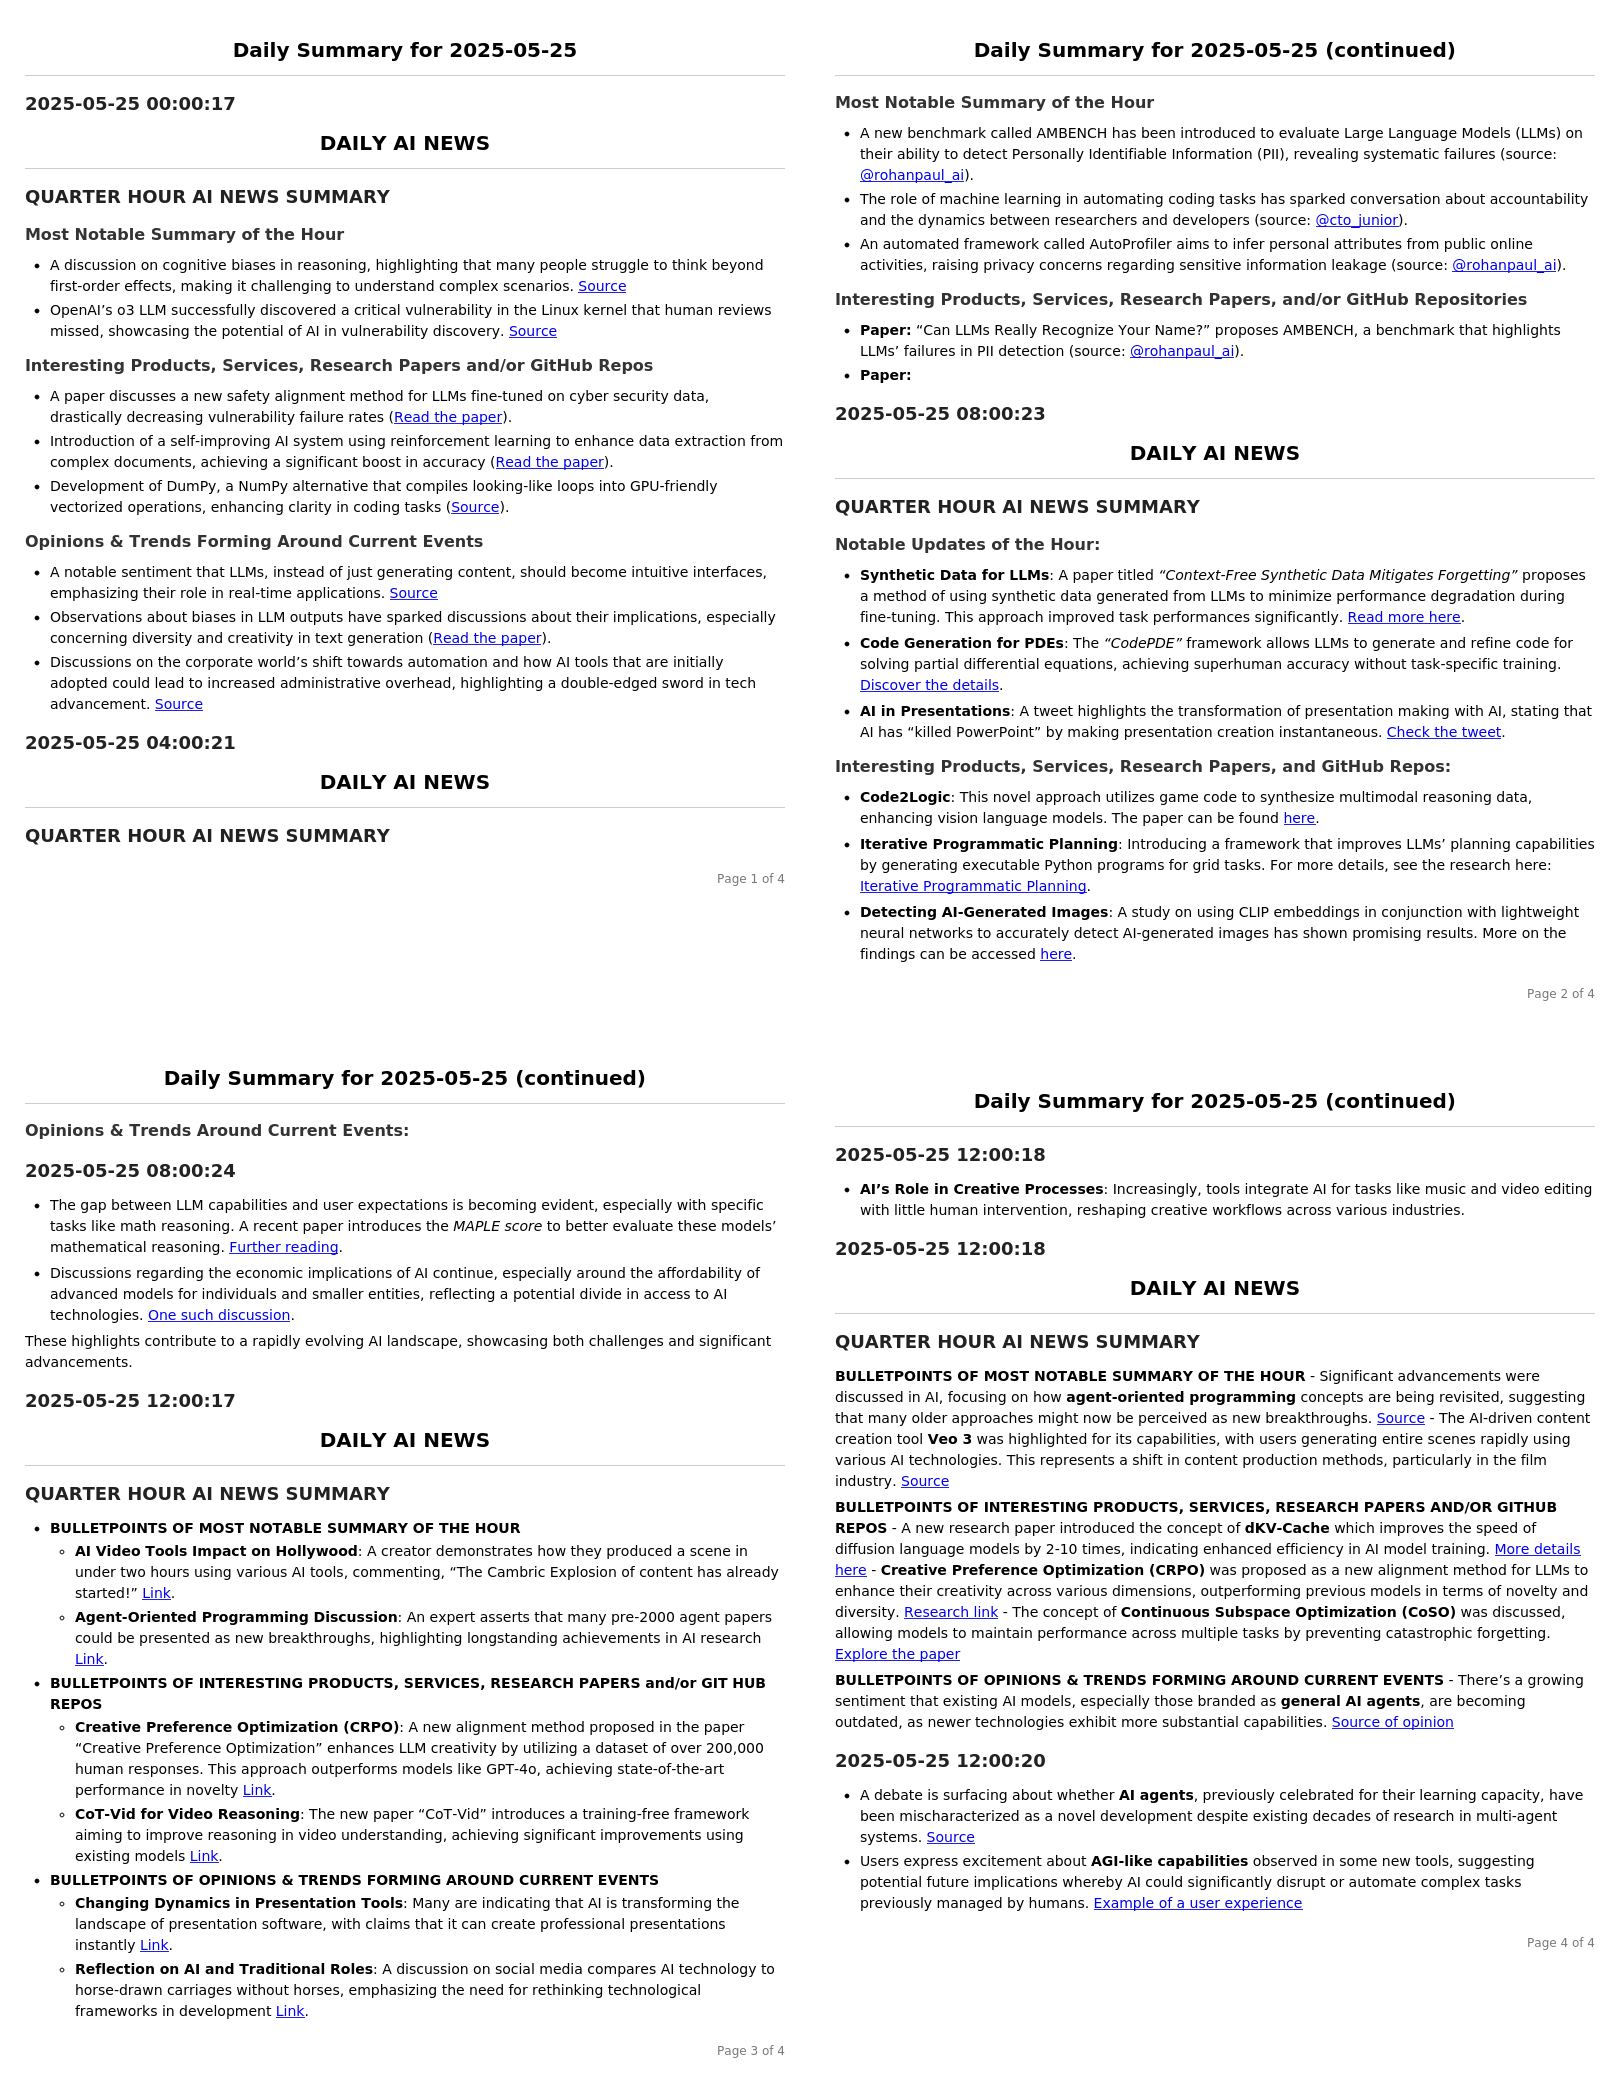 Daily Summary for 2025-05-25
2025-05-25 00:00:17
DAILY AI NEWS
QUARTER HOUR AI NEWS SUMMARY
Most Notable Summary of the Hour
• A discussion on cognitive biases in reasoning, highlighting that many people struggle to think beyond
first-order effects, making it challenging to understand complex scenarios. Source
• OpenAI’s o3 LLM successfully discovered a critical vulnerability in the Linux kernel that human reviews
missed, showcasing the potential of AI in vulnerability discovery. Source
Interesting Products, Services, Research Papers and/or GitHub Repos
• A paper discusses a new safety alignment method for LLMs fine-tuned on cyber security data,
drastically decreasing vulnerability failure rates (Read the paper).
• Introduction of a self-improving AI system using reinforcement learning to enhance data extraction from
complex documents, achieving a significant boost in accuracy (Read the paper).
• Development of DumPy, a NumPy alternative that compiles looking-like loops into GPU-friendly
vectorized operations, enhancing clarity in coding tasks (Source).
Opinions & Trends Forming Around Current Events
• A notable sentiment that LLMs, instead of just generating content, should become intuitive interfaces,
emphasizing their role in real-time applications. Source
• Observations about biases in LLM outputs have sparked discussions about their implications, especially
concerning diversity and creativity in text generation (Read the paper).
• Discussions on the corporate world’s shift towards automation and how AI tools that are initially
adopted could lead to increased administrative overhead, highlighting a double-edged sword in tech
advancement. Source
2025-05-25 04:00:21
DAILY AI NEWS
QUARTER HOUR AI NEWS SUMMARY
Page 1 of 4
Daily Summary for 2025-05-25 (continued)
Most Notable Summary of the Hour
• A new benchmark called AMBENCH has been introduced to evaluate Large Language Models (LLMs) on
their ability to detect Personally Identifiable Information (PII), revealing systematic failures (source:
@rohanpaul_ai).
• The role of machine learning in automating coding tasks has sparked conversation about accountability
and the dynamics between researchers and developers (source: @cto_junior).
• An automated framework called AutoProfiler aims to infer personal attributes from public online
activities, raising privacy concerns regarding sensitive information leakage (source: @rohanpaul_ai).
Interesting Products, Services, Research Papers, and/or GitHub Repositories
• Paper: “Can LLMs Really Recognize Your Name?” proposes AMBENCH, a benchmark that highlights
LLMs’ failures in PII detection (source: @rohanpaul_ai).
• Paper:
2025-05-25 08:00:23
DAILY AI NEWS
QUARTER HOUR AI NEWS SUMMARY
Notable Updates of the Hour:
• Synthetic Data for LLMs: A paper titled “Context-Free Synthetic Data Mitigates Forgetting” proposes
a method of using synthetic data generated from LLMs to minimize performance degradation during
fine-tuning. This approach improved task performances significantly. Read more here.
• Code Generation for PDEs: The “CodePDE” framework allows LLMs to generate and refine code for
solving partial differential equations, achieving superhuman accuracy without task-specific training.
Discover the details.
• AI in Presentations: A tweet highlights the transformation of presentation making with AI, stating that
AI has “killed PowerPoint” by making presentation creation instantaneous. Check the tweet.
Interesting Products, Services, Research Papers, and GitHub Repos:
• Code2Logic: This novel approach utilizes game code to synthesize multimodal reasoning data,
enhancing vision language models. The paper can be found here.
• Iterative Programmatic Planning: Introducing a framework that improves LLMs’ planning capabilities
by generating executable Python programs for grid tasks. For more details, see the research here:
Iterative Programmatic Planning.
• Detecting AI-Generated Images: A study on using CLIP embeddings in conjunction with lightweight
neural networks to accurately detect AI-generated images has shown promising results. More on the
findings can be accessed here.
Page 2 of 4
Daily Summary for 2025-05-25 (continued)
Opinions & Trends Around Current Events:
2025-05-25 08:00:24
• The gap between LLM capabilities and user expectations is becoming evident, especially with specific
tasks like math reasoning. A recent paper introduces the MAPLE score to better evaluate these models’
mathematical reasoning. Further reading.
• Discussions regarding the economic implications of AI continue, especially around the affordability of
advanced models for individuals and smaller entities, reflecting a potential divide in access to AI
technologies. One such discussion.
These highlights contribute to a rapidly evolving AI landscape, showcasing both challenges and significant
advancements.
2025-05-25 12:00:17
DAILY AI NEWS
QUARTER HOUR AI NEWS SUMMARY
• BULLETPOINTS OF MOST NOTABLE SUMMARY OF THE HOUR
◦ AI Video Tools Impact on Hollywood: A creator demonstrates how they produced a scene in
under two hours using various AI tools, commenting, “The Cambric Explosion of content has already
started!” Link.
◦ Agent-Oriented Programming Discussion: An expert asserts that many pre-2000 agent papers
could be presented as new breakthroughs, highlighting longstanding achievements in AI research
Link.
• BULLETPOINTS OF INTERESTING PRODUCTS, SERVICES, RESEARCH PAPERS and/or GIT HUB
REPOS
◦ Creative Preference Optimization (CRPO): A new alignment method proposed in the paper
“Creative Preference Optimization” enhances LLM creativity by utilizing a dataset of over 200,000
human responses. This approach outperforms models like GPT-4o, achieving state-of-the-art
performance in novelty Link.
◦ CoT-Vid for Video Reasoning: The new paper “CoT-Vid” introduces a training-free framework
aiming to improve reasoning in video understanding, achieving significant improvements using
existing models Link.
• BULLETPOINTS OF OPINIONS & TRENDS FORMING AROUND CURRENT EVENTS
◦ Changing Dynamics in Presentation Tools: Many are indicating that AI is transforming the
landscape of presentation software, with claims that it can create professional presentations
instantly Link.
◦ Reflection on AI and Traditional Roles: A discussion on social media compares AI technology to
horse-drawn carriages without horses, emphasizing the need for rethinking technological
frameworks in development Link.
Page 3 of 4
Daily Summary for 2025-05-25 (continued)
2025-05-25 12:00:18
• AI’s Role in Creative Processes: Increasingly, tools integrate AI for tasks like music and video editing
with little human intervention, reshaping creative workflows across various industries.
2025-05-25 12:00:18
DAILY AI NEWS
QUARTER HOUR AI NEWS SUMMARY
BULLETPOINTS OF MOST NOTABLE SUMMARY OF THE HOUR - Significant advancements were
discussed in AI, focusing on how agent-oriented programming concepts are being revisited, suggesting
that many older approaches might now be perceived as new breakthroughs. Source - The AI-driven content
creation tool Veo 3 was highlighted for its capabilities, with users generating entire scenes rapidly using
various AI technologies. This represents a shift in content production methods, particularly in the film
industry. Source
BULLETPOINTS OF INTERESTING PRODUCTS, SERVICES, RESEARCH PAPERS AND/OR GITHUB
REPOS - A new research paper introduced the concept of dKV-Cache which improves the speed of
diffusion language models by 2-10 times, indicating enhanced efficiency in AI model training. More details
here - Creative Preference Optimization (CRPO) was proposed as a new alignment method for LLMs to
enhance their creativity across various dimensions, outperforming previous models in terms of novelty and
diversity. Research link - The concept of Continuous Subspace Optimization (CoSO) was discussed,
allowing models to maintain performance across multiple tasks by preventing catastrophic forgetting.
Explore the paper
BULLETPOINTS OF OPINIONS & TRENDS FORMING AROUND CURRENT EVENTS - There’s a growing
sentiment that existing AI models, especially those branded as general AI agents, are becoming
outdated, as newer technologies exhibit more substantial capabilities. Source of opinion
2025-05-25 12:00:20
• A debate is surfacing about whether AI agents, previously celebrated for their learning capacity, have
been mischaracterized as a novel development despite existing decades of research in multi-agent
systems. Source
• Users express excitement about AGI-like capabilities observed in some new tools, suggesting
potential future implications whereby AI could significantly disrupt or automate complex tasks
previously managed by humans. Example of a user experience
Page 4 of 4